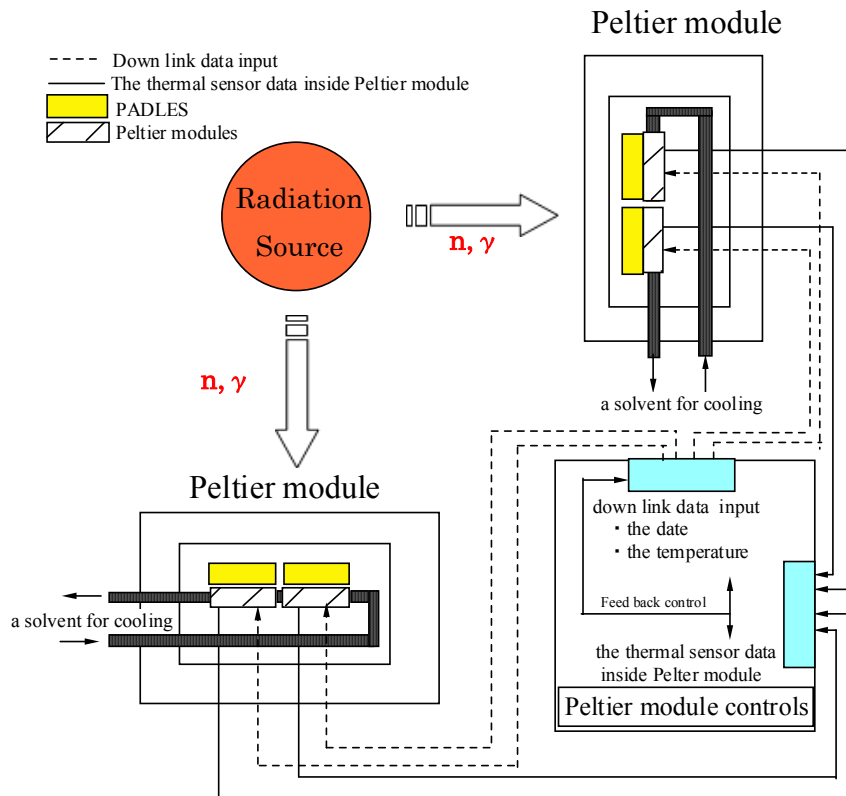 Peltier module
Down link data input
The thermal sensor data inside Peltier module
PADLES
Peltier modules
Radiation
Source
n, γ
n, γ
a solvent for cooling
Peltier module
a solvent for cooling
down link data input
・ the date
・ the temperature
Feed back control
the thermal sensor data
inside Pelter module
Peltier module controls